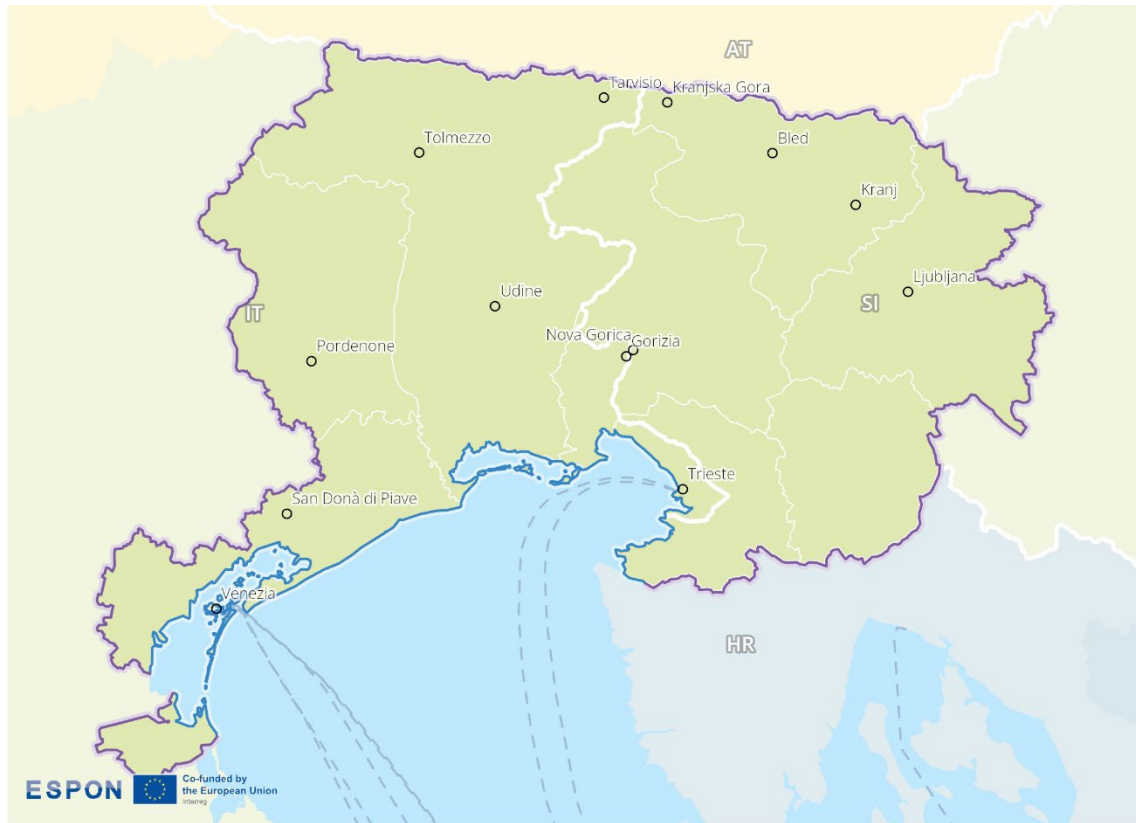 AT
Tarvisio
Kranjska Gora
Tolmezzo
Bled
Kranj
Ljubljana
Udine
SI
IT
Nova Gorica
Gorizia
Pordenone
Trieste
San Donà di Piave
Venezia
HR
ESPON
Co-funded by
the European Union
Interreg